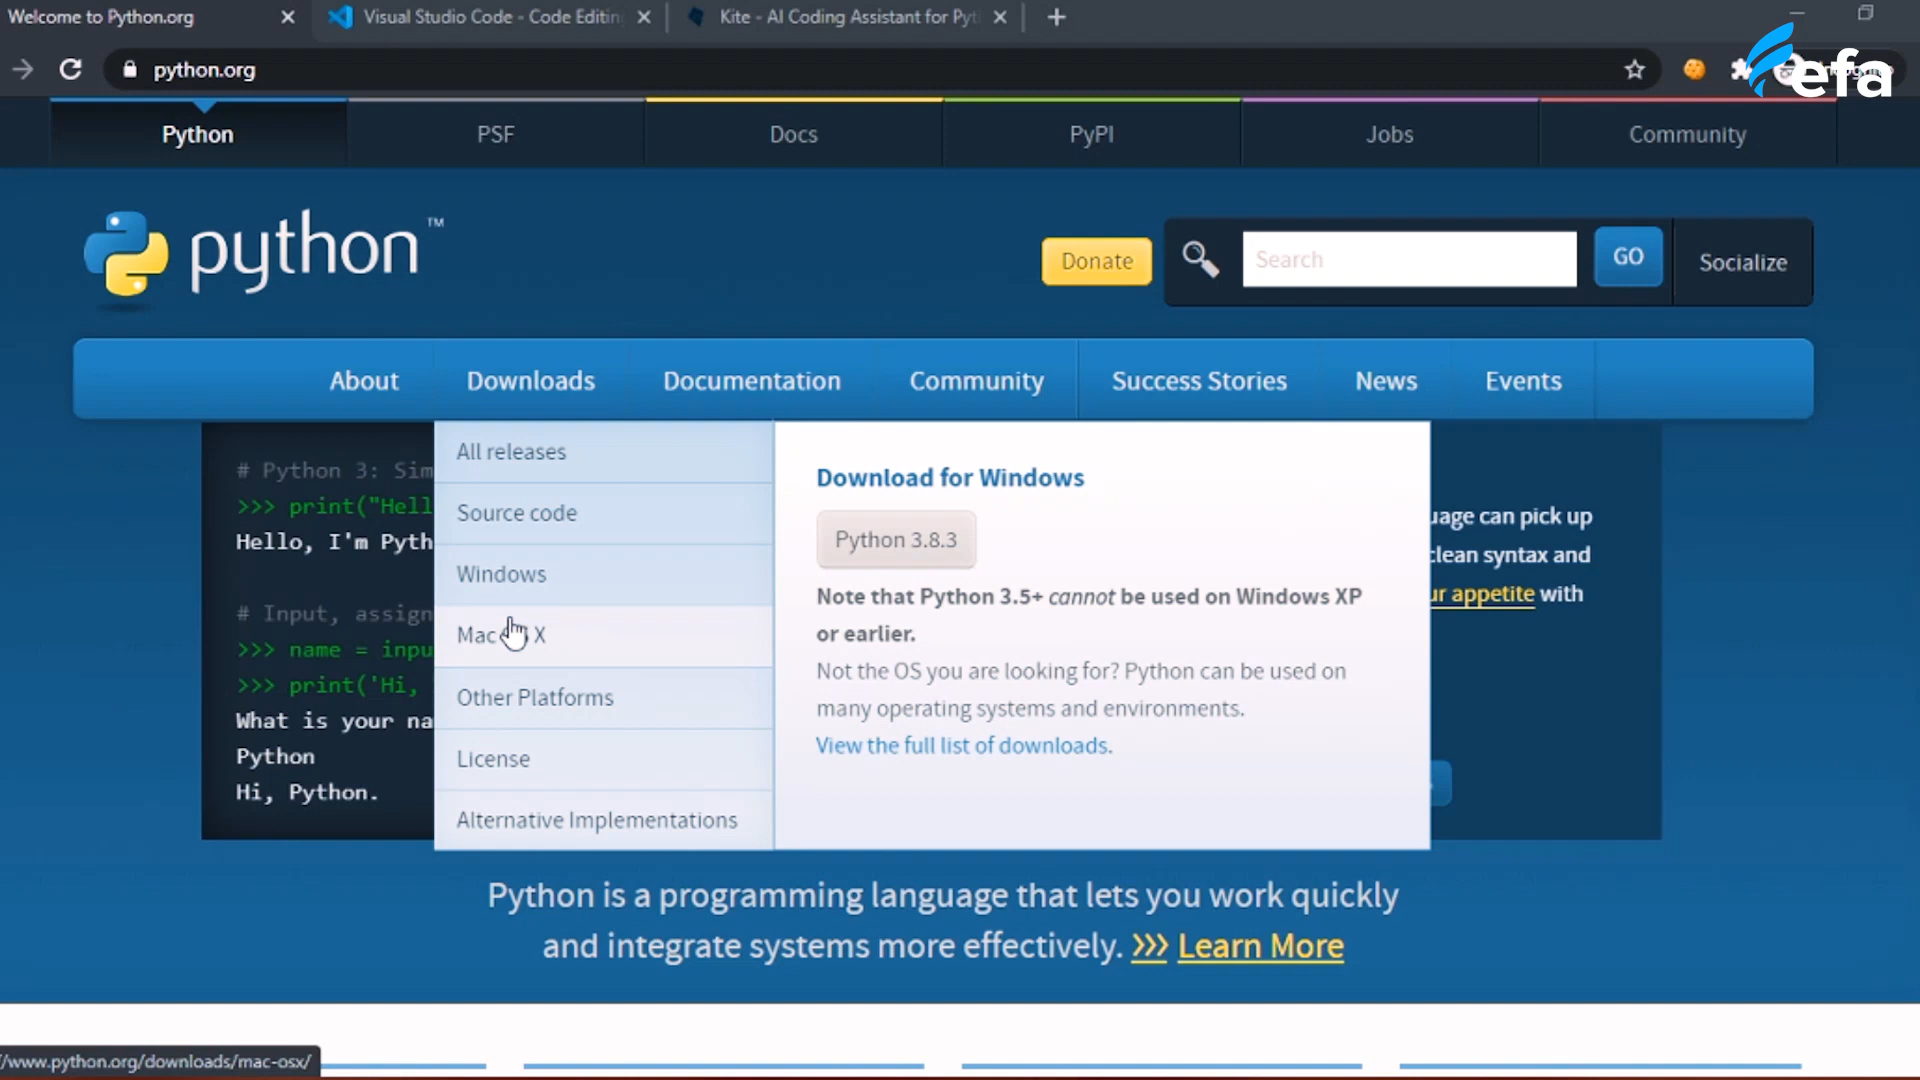 Welcome to Python.org
Visual Studio Code - Code Editing
Kite - AI Coding Assistant for Pyt
python.org
efa
Python
PSF
Docs
PyPI
Jobs
Community
python™
Donate
Search
GO
Socialize
About
Downloads
Documentation
Community
Success Stories
News
Events
# Python 3: Sim
>>> print("Hell
Hello, I'm Pyth
# Input, assign
>>> name = inpu
>>> print('Hi,
What is your na
Python
Hi, Python.
All releases
Source code
Windows
Mac X
Other Platforms
License
Alternative Implementations
Download for Windows
Python 3.8.3
Note that Python 3.5+ cannot be used on Windows XP
or earlier.
Not the OS you are looking for? Python can be used on
many operating systems and environments.
View the full list of downloads.
uage can pick up
clean syntax and
ur appetite with
Python is a programming language that lets you work quickly
and integrate systems more effectively. >>> Learn More
/www.python.org/downloads/mac-osx/